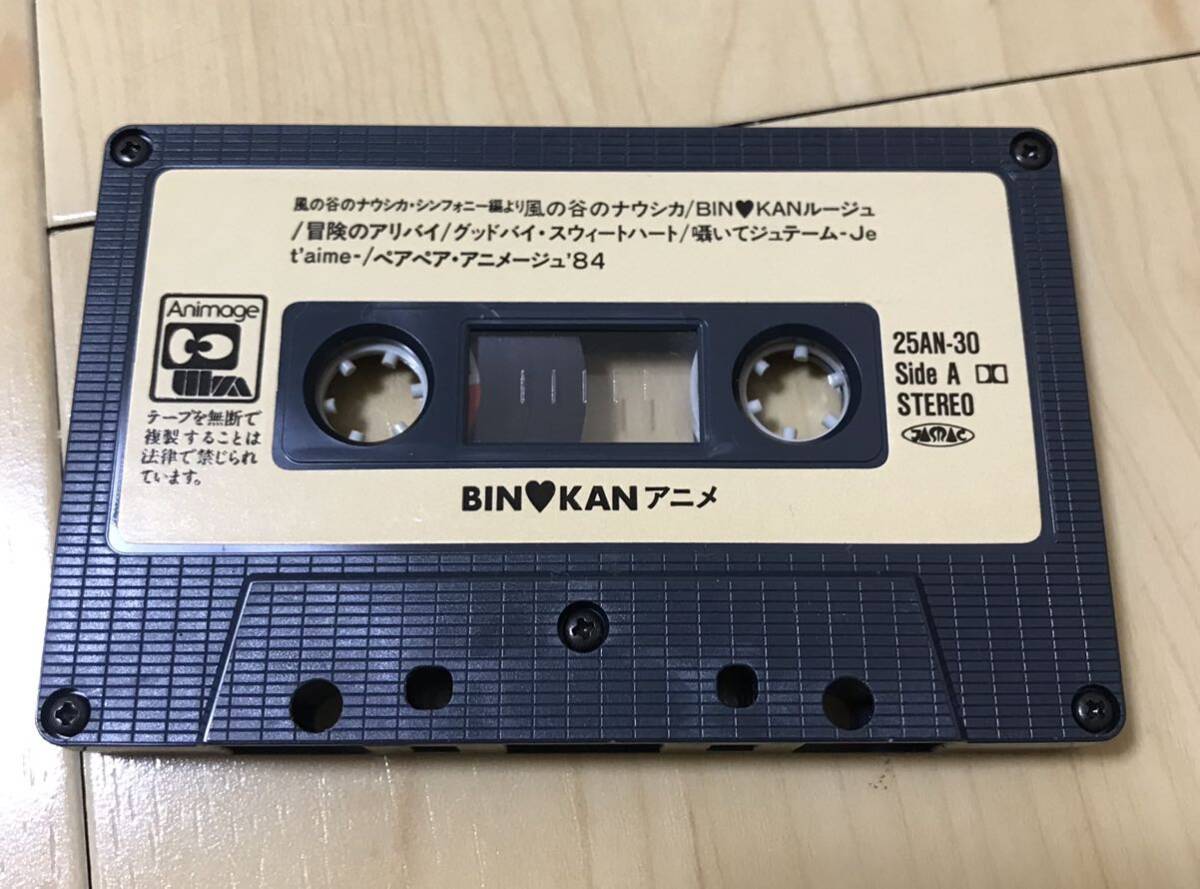 風の谷のナウシカ・シンフォニー編より風の谷のナウシカ/BIN♥KANルージュ
/冒険のアリバイ/グッドバイ・スウィートハート/囁いてジュテーム-Je
t'aime-/ペアペア・アニメージュ'84
Animage
テープを無断で
複製することは
法律で禁じられ
ています。
25AN-30
Side A
STEREO
JASRAC
BIN♥KANアニメ